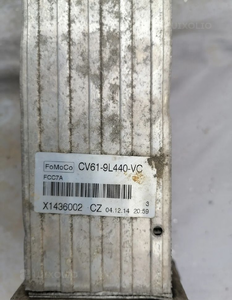 FoMoCo CV61-9L440-VC
FCC7A
3
X1436002 CZ 04.12.14 20:59